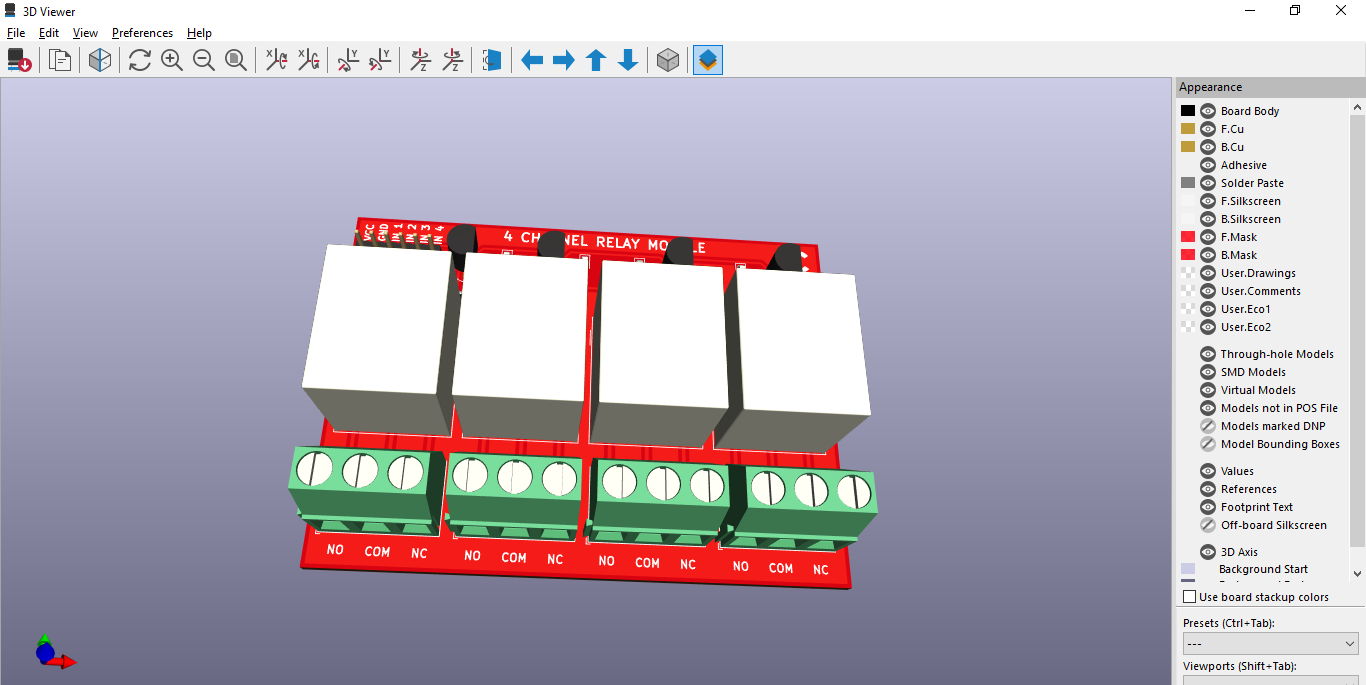 3D Viewer
File Edit View Preferences Help
X X Y Y Z Z
Appearance
Board Body
F.Cu
B.Cu
Adhesive
Solder Paste
F.Silkscreen
B.Silkscreen
F.Mask
B.Mask
User.Drawings
User.Comments
User.Eco1
User.Eco2
Through-hole Models
SMD Models
Virtual Models
Models not in POS File
Models marked DNP
Model Bounding Boxes
Values
References
Footprint Text
Off-board Silkscreen
3D Axis
Background Start
Use board stackup colors
Presets (Ctrl+Tab):
---
Viewports (Shift+Tab):
VCC
GND
IN 1
IN 2
IN 3
IN 4
4 CH NEL RELAY MO LE
NO COM NC NO COM NC NO COM NC NO COM NC